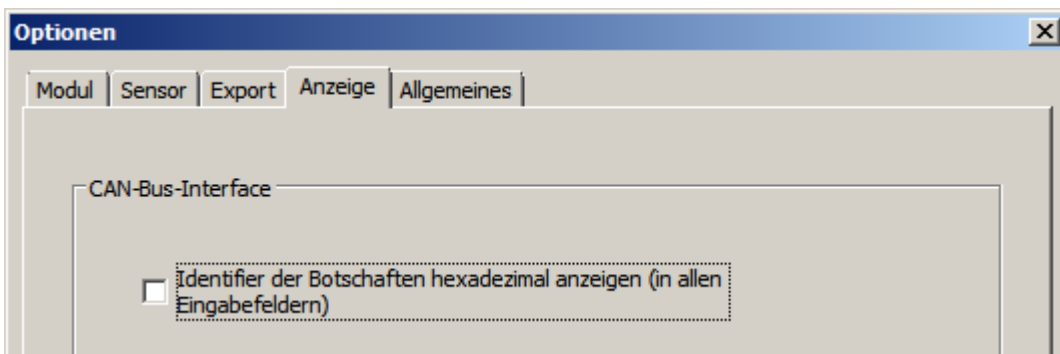 Optionen
Modul Sensor Export Anzeige Allgemeines
CAN-Bus-Interface
Identifier der Botschaften hexadezimal anzeigen (in allen
Eingabefeldern)